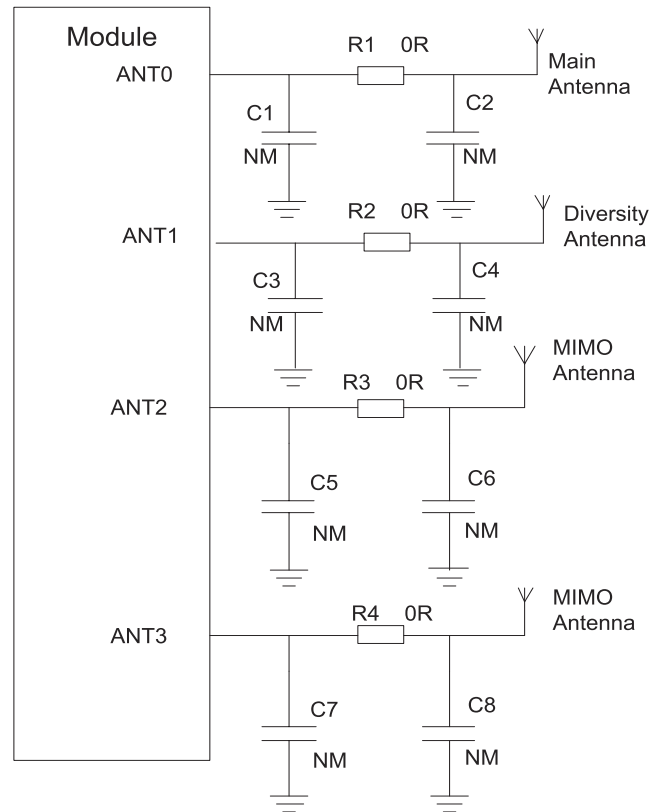 Module
ANT0
R1 0R
Main
Antenna
C1
NM
C2
NM
ANT1
R2 0R
Diversity
Antenna
C3
NM
C4
NM
ANT2
R3 0R
MIMO
Antenna
C5
NM
C6
NM
ANT3
R4 0R
MIMO
Antenna
C7
NM
C8
NM